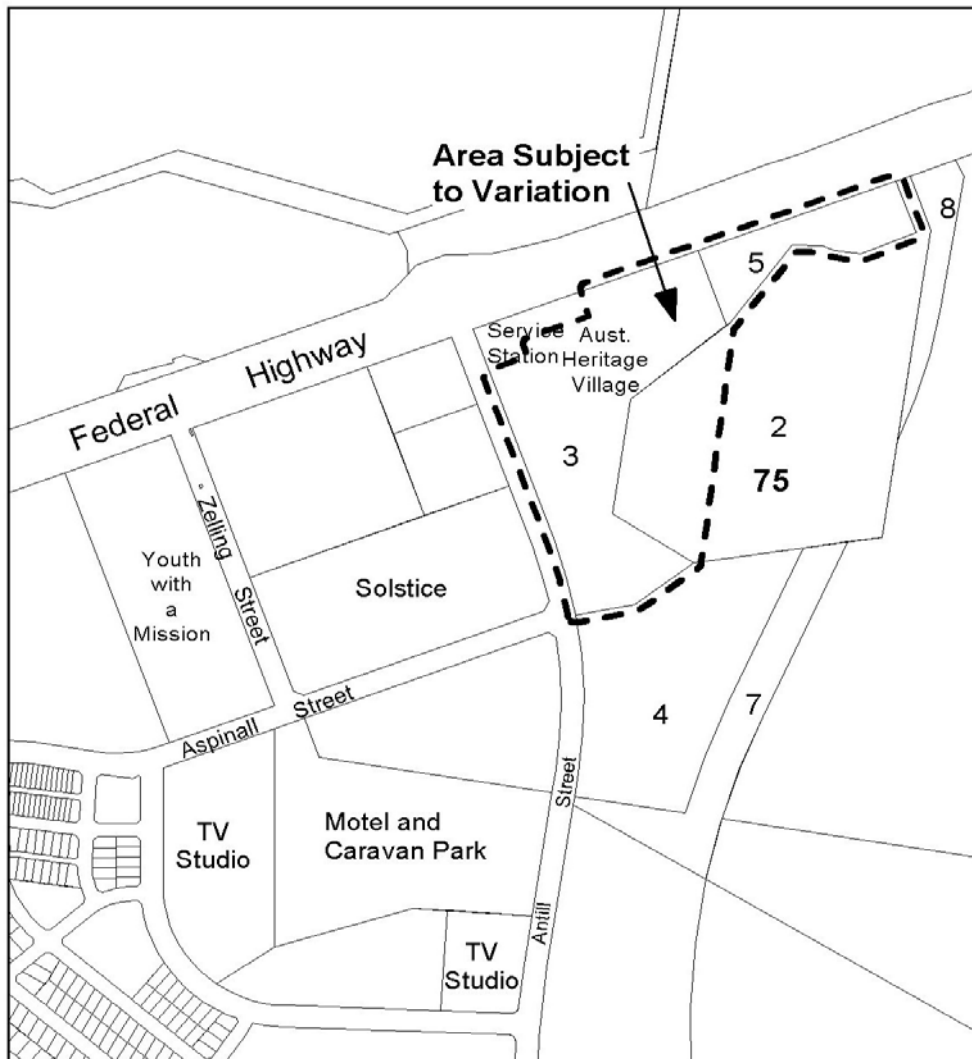 Area Subject
to Variation
8
5
Service
Station
Aust.
Heritage
Village
Federal Highway
3
2
75
Zelling Street
Youth
with
a
Mission
Solstice
Aspinall Street
4
7
Antill Street
TV
Studio
Motel and
Caravan Park
TV
Studio